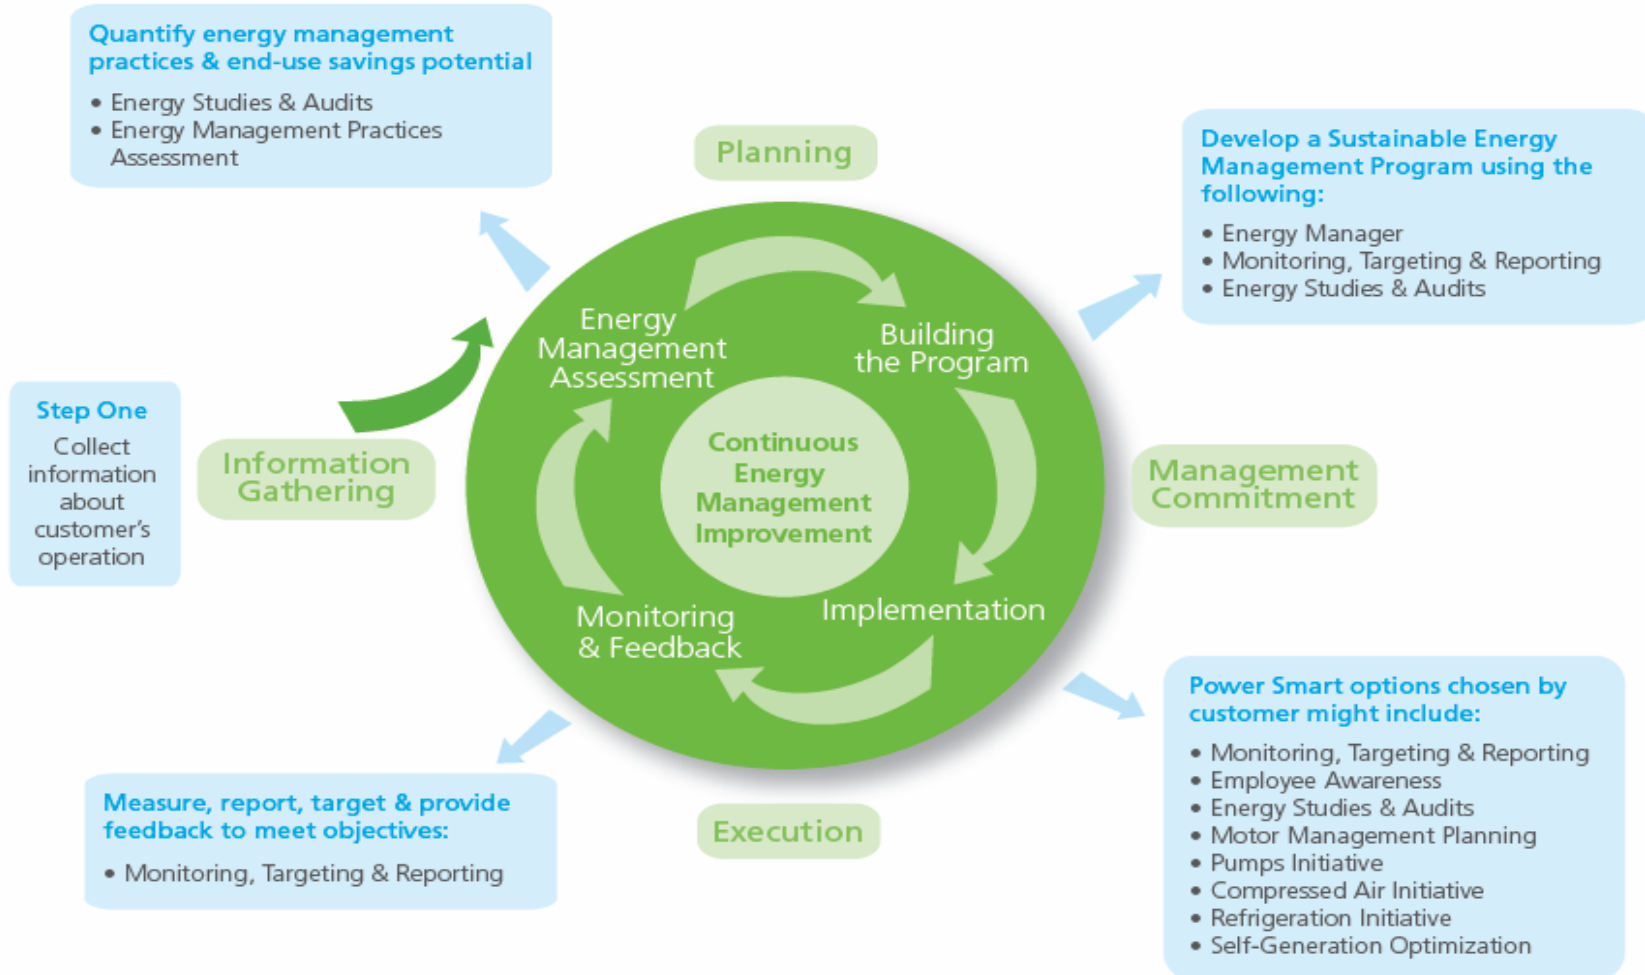 Quantify energy management
practices & end-use savings potential
• Energy Studies & Audits
• Energy Management Practices
Assessment
Planning
Develop a Sustainable Energy
Management Program using the
following:
• Energy Manager
• Monitoring, Targeting & Reporting
• Energy Studies & Audits
Energy
Management
Assessment
Building
the Program
Step One
Collect
information
about
customer's
operation
Information
Gathering
Continuous
Energy
Management
Improvement
Management
Commitment
Monitoring
& Feedback
Implementation
Measure, report, target & provide
feedback to meet objectives:
• Monitoring, Targeting & Reporting
Execution
Power Smart options chosen by
customer might include:
• Monitoring, Targeting & Reporting
• Employee Awareness
• Energy Studies & Audits
• Motor Management Planning
• Pumps Initiative
• Compressed Air Initiative
• Refrigeration Initiative
• Self-Generation Optimization